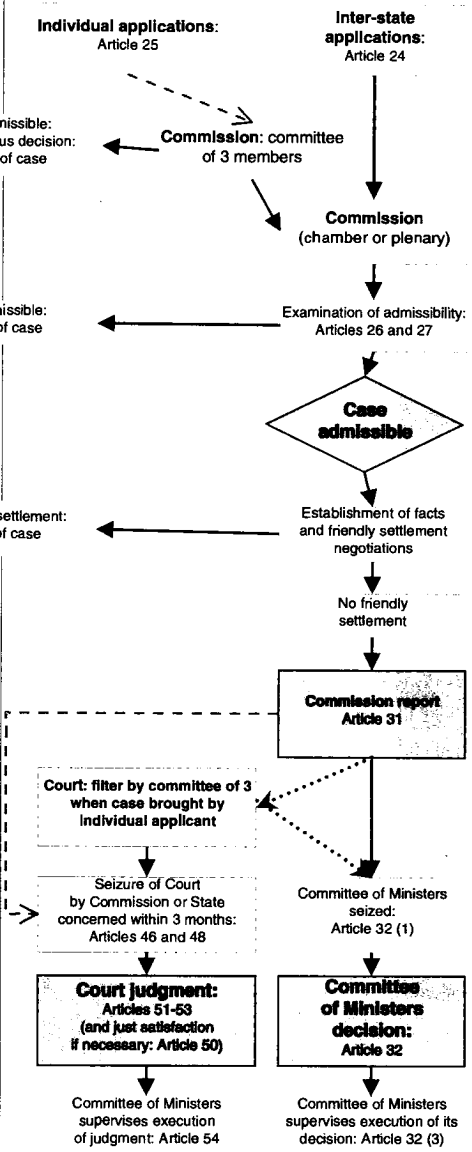 Individual applications:
Article 25
Inter-state
applications:
Article 24
missible:
us decision:
of case
Commission: committee
of 3 members
Commission
(chamber or plenary)
issible:
of case
Examination of admissibility:
Articles 26 and 27
Case
admissible
settlement:
of case
Establishment of facts
and friendly settlement
negotiations
No friendly
settlement
Commission report
Article 31
Court: filter by committee of 3
when case brought by
individual applicant
Seizure of Court
by Commission or State
concerned within 3 months:
Articles 46 and 48
Committee of Ministers
seized:
Article 32 (1)
Court judgment:
Articles 51-53
(and just satisfaction
if necessary: Article 50)
Committee
of Ministers
decision:
Article 32
Committee of Ministers
supervises execution
of judgment: Article 54
Committee of Ministers
supervises execution of its
decision: Article 32 (3)